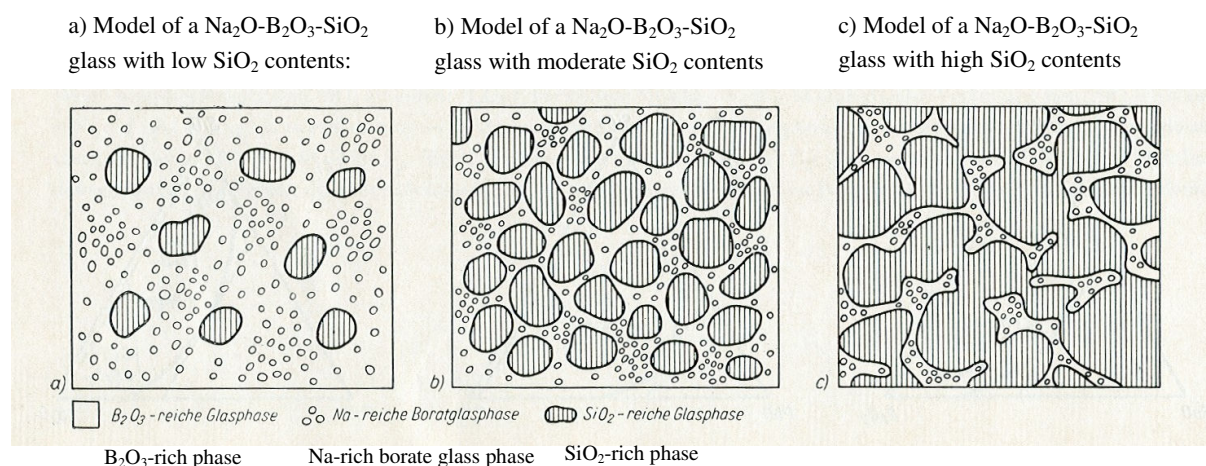 a) Model of a Na₂O-B₂O₃-SiO₂
glass with low SiO₂ contents:
b) Model of a Na₂O-B₂O₃-SiO₂
glass with moderate SiO₂ contents
c) Model of a Na₂O-B₂O₃-SiO₂
glass with high SiO₂ contents
a)
b)
c)
B₂O₃-reiche Glasphase
Na-reiche Boratglasphase
SiO₂-reiche Glasphase
B₂O₃-rich phase
Na-rich borate glass phase
SiO₂-rich phase